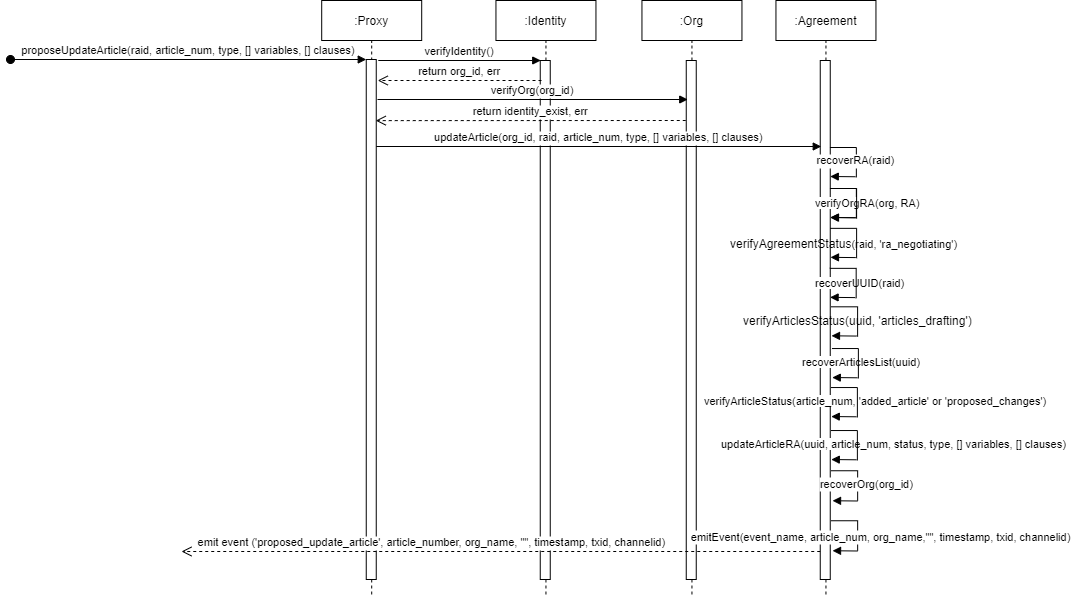 :Proxy
:Identity
:Org
:Agreement
proposeUpdateArticle(raid, article_num, type, [] variables, [] clauses)
verifyIdentity()
return org_id, err
verifyOrg(org_id)
return identity_exist, err
updateArticle(org_id, raid, article_num, type, [] variables, [] clauses)
recoverRA(raid)
verifyOrgRA(org, RA)
verifyAgreementStatus(raid, 'ra_negotiating')
recoverUUID(raid)
verifyArticlesStatus(uuid, 'articles_drafting')
recoverArticlesList(uuid)
verifyArticleStatus(article_num, 'added_article' or 'proposed_changes')
updateArticleRA(uuid, article_num, status, type, [] variables, [] clauses)
recoverOrg(org_id)
emitEvent(event_name, article_num, org_name,"", timestamp, txid, channelid)
emit event ('proposed_update_article', article_number, org_name, "", timestamp, txid, channelid)